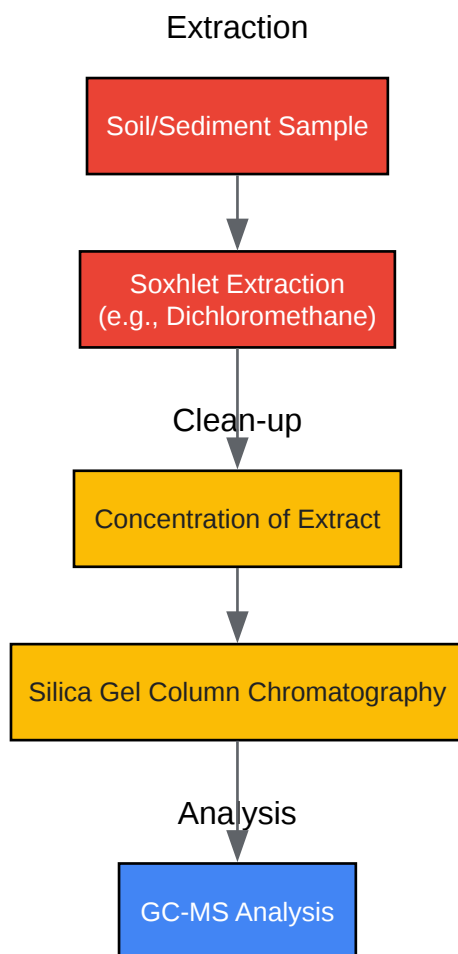 Extraction
Soil/Sediment Sample
Soxhlet Extraction
(e.g., Dichloromethane)
Clean-up
Concentration of Extract
Silica Gel Column Chromatography
Analysis
GC-MS Analysis